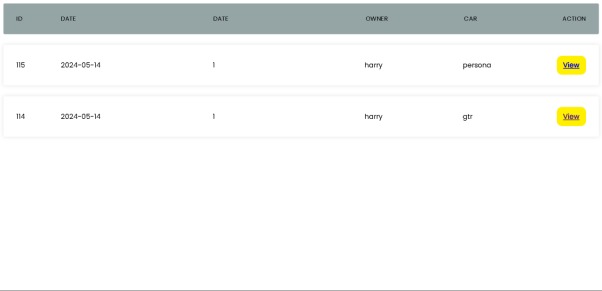 ID DATE DATE OWNER CAR ACTION
115 2024-05-14 1 harry persona View
114 2024-05-14 1 harry gtr View